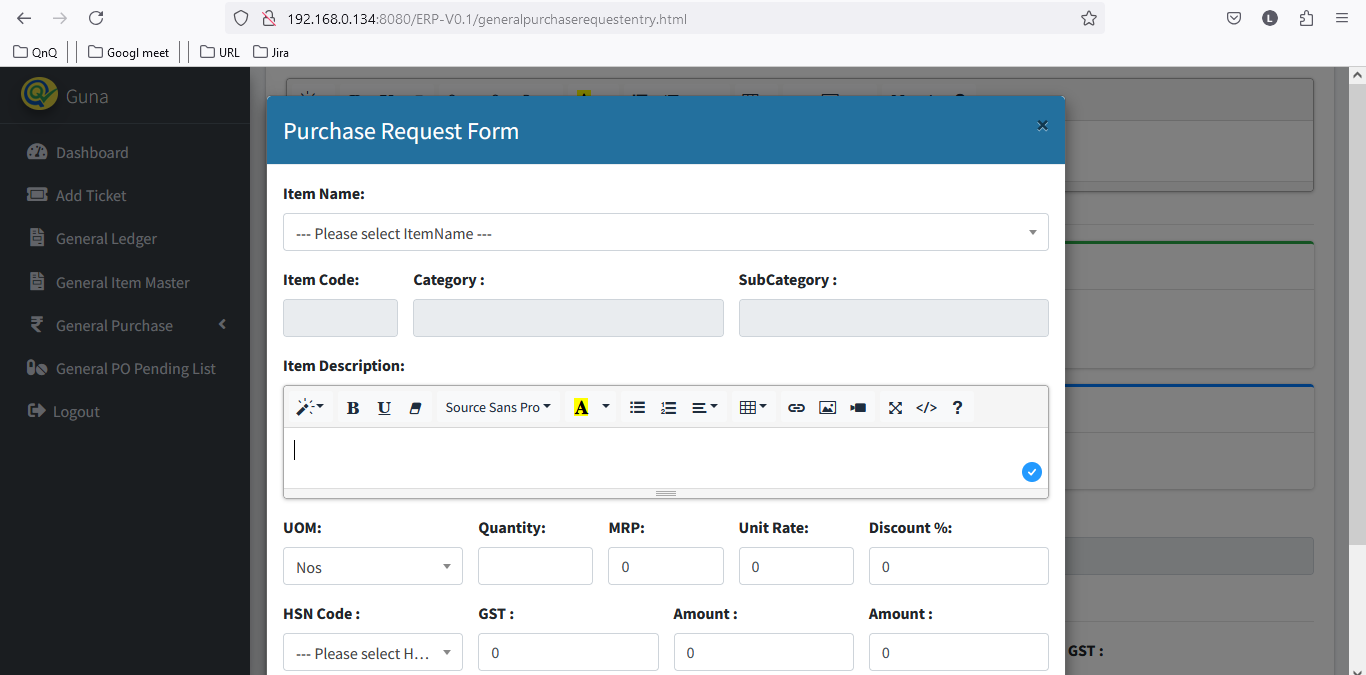 192.168.0.134:8080/ERP-V0.1/generalpurchaserequestentry.html
L
QnQ Googl meet URL Jira
Guna
Dashboard
Add Ticket
General Ledger
General Item Master
General Purchase
General PO Pending List
Logout
Purchase Request Form ×
Item Name:
--- Please select ItemName ---
Item Code: Category : SubCategory :
Item Description:
B U Source Sans Pro A </> ?
UOM: Quantity: MRP: Unit Rate: Discount %:
Nos 0 0 0
HSN Code : GST : Amount : Amount :
--- Please select H... 0 0 0
GST :